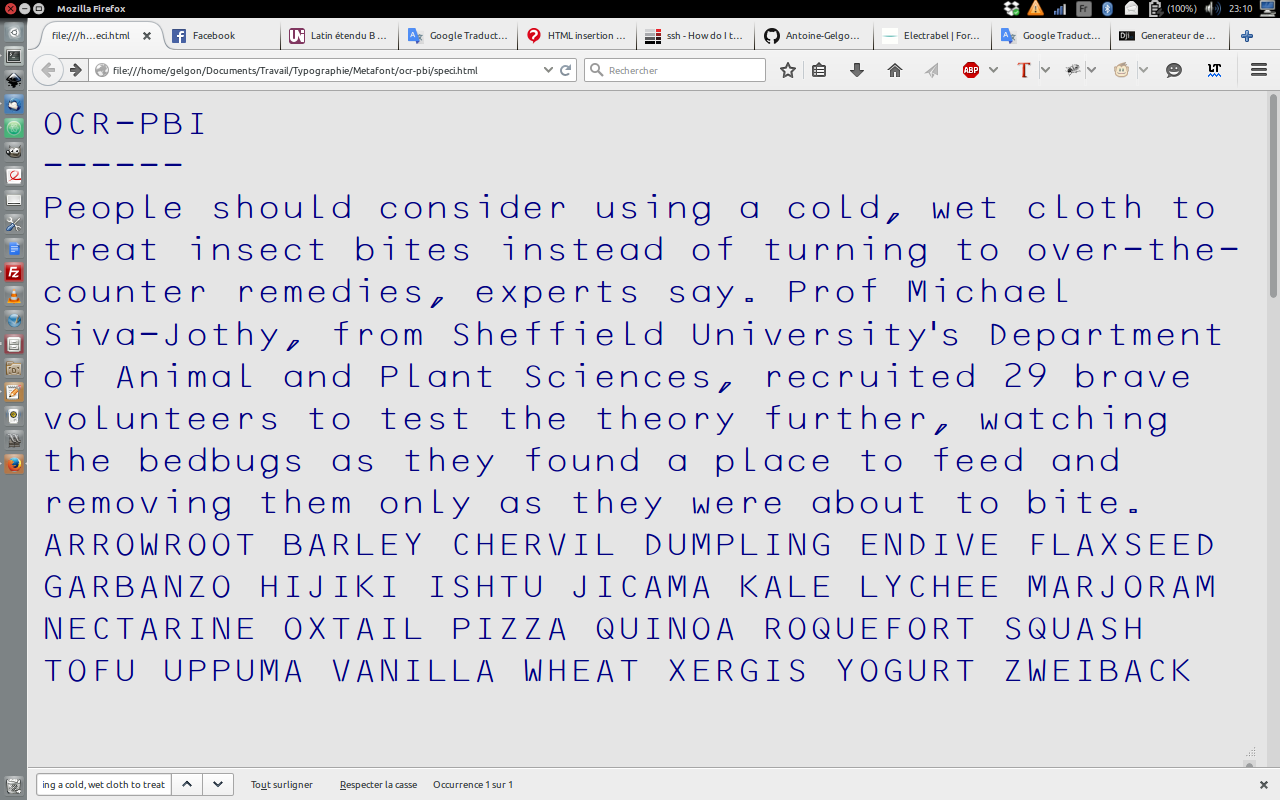 Mozilla Firefox
Fr
(100%)
23:10
file:///h...eci.html
Facebook
Latin étendu B ...
Google Traduct...
HTML insertion ...
ssh - How do I t...
Antoine-Gelgo...
Electrabel | For...
Google Traduct...
Generateur de ...
file:///home/gelgon/Documents/Travail/Typographie/Metafont/ocr-pbi/speci.html
Rechercher
ABP
OCR-PBI
------
People should consider using a cold, wet cloth to
treat insect bites instead of turning to over-the-
counter remedies, experts say. Prof Michael
Siva-Jothy, from Sheffield University's Department
of Animal and Plant Sciences, recruited 29 brave
volunteers to test the theory further, watching
the bedbugs as they found a place to feed and
removing them only as they were about to bite.
ARROWROOT BARLEY CHERVIL DUMPLING ENDIVE FLAXSEED
GARBANZO HIJIKI ISHTU JICAMA KALE LYCHEE MARJORAM
NECTARINE OXTAIL PIZZA QUINOA ROQUEFORT SQUASH
TOFU UPPUMA VANILLA WHEAT XERGIS YOGURT ZWEIBACK
ing a cold, wet cloth to treat
Tout surligner
Respecter la casse
Occurrence 1 sur 1